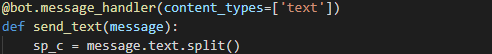 @bot.message_handler(content_types=['text'])
def send_text(message):
    sp_c = message.text.split()